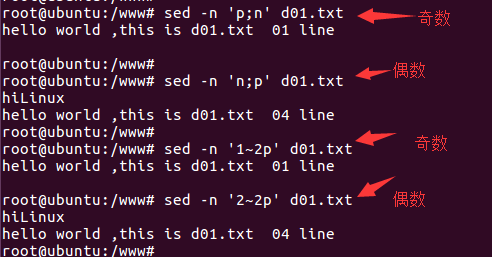 root@ubuntu:/www# sed -n 'p;n' d01.txt 奇数
hello world ,this is d01.txt  01 line
root@ubuntu:/www#
root@ubuntu:/www# sed -n 'n;p' d01.txt 偶数
hiLinux
hello world ,this is d01.txt  04 line
root@ubuntu:/www#
root@ubuntu:/www# sed -n '1~2p' d01.txt 奇数
hello world ,this is d01.txt  01 line
root@ubuntu:/www# sed -n '2~2p' d01.txt 偶数
hiLinux
hello world ,this is d01.txt  04 line
root@ubuntu:/www#